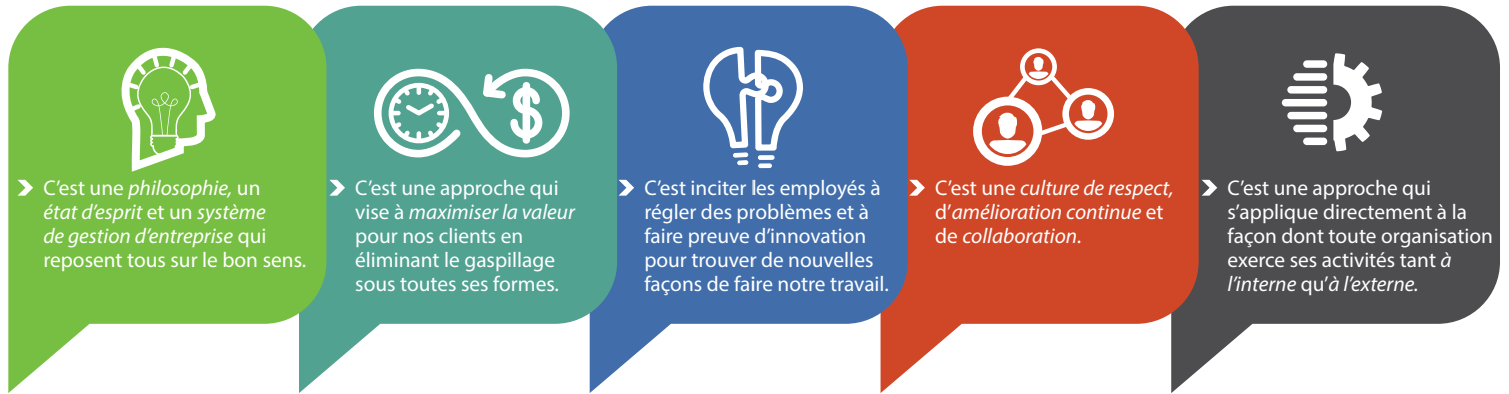 C'est une philosophie, un
état d'esprit et un système
de gestion d'entreprise qui
reposent tous sur le bon sens.
C'est une approche qui
vise à maximiser la valeur
pour nos clients en
éliminant le gaspillage
sous toutes ses formes.
C'est inciter les employés à
régler des problèmes et à
faire preuve d'innovation
pour trouver de nouvelles
façons de faire notre travail.
C'est une culture de respect,
d'amélioration continue et
de collaboration.
C'est une approche qui
s'applique directement à la
façon dont toute organisation
exerce ses activités tant à
l'interne qu'à l'externe.